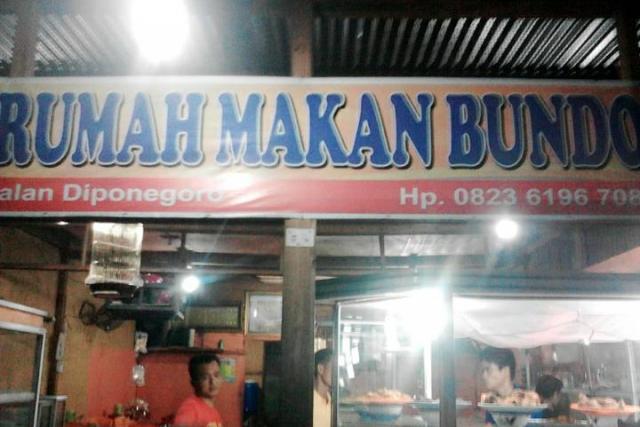 RUMAH MAKAN BUNDO
alan Diponegoro
Hp. 0823 6196 708